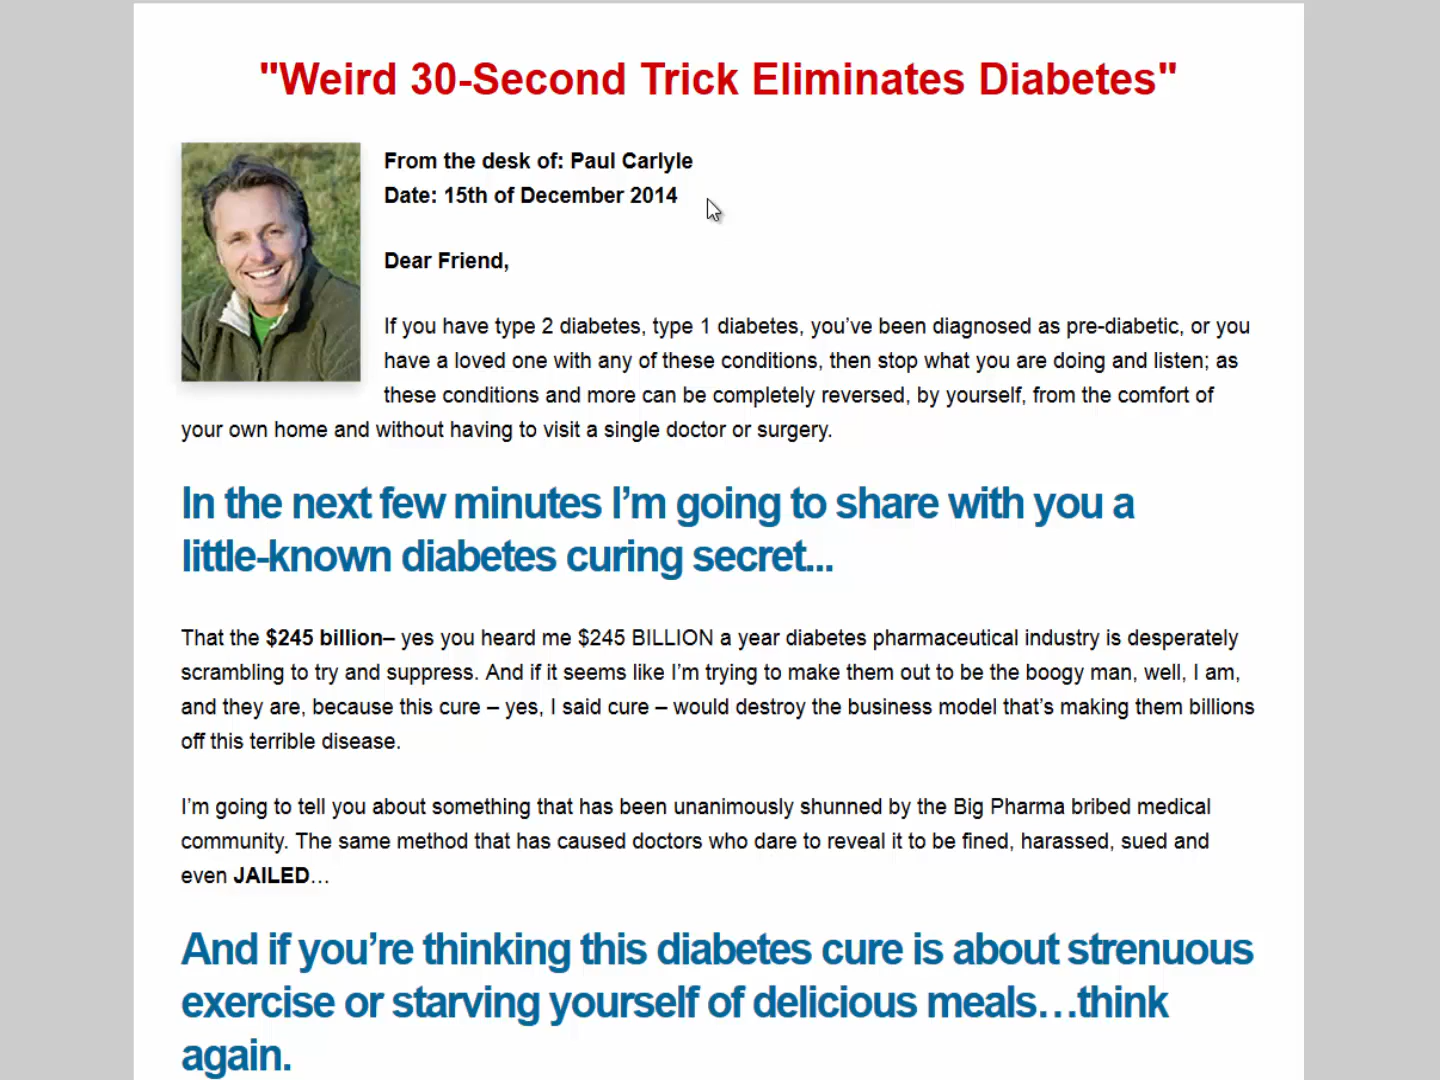 "Weird 30-Second Trick Eliminates Diabetes"
From the desk of: Paul Carlyle
Date: 15th of December 2014
Dear Friend,
If you have type 2 diabetes, type 1 diabetes, you’ve been diagnosed as pre-diabetic, or you
have a loved one with any of these conditions, then stop what you are doing and listen; as
these conditions and more can be completely reversed, by yourself, from the comfort of
your own home and without having to visit a single doctor or surgery.
In the next few minutes I’m going to share with you a
little-known diabetes curing secret...
That the $245 billion– yes you heard me $245 BILLION a year diabetes pharmaceutical industry is desperately
scrambling to try and suppress. And if it seems like I’m trying to make them out to be the boogy man, well, I am,
and they are, because this cure – yes, I said cure – would destroy the business model that’s making them billions
off this terrible disease.
I’m going to tell you about something that has been unanimously shunned by the Big Pharma bribed medical
community. The same method that has caused doctors who dare to reveal it to be fined, harassed, sued and
even JAILED…
And if you’re thinking this diabetes cure is about strenuous
exercise or starving yourself of delicious meals…think
again.